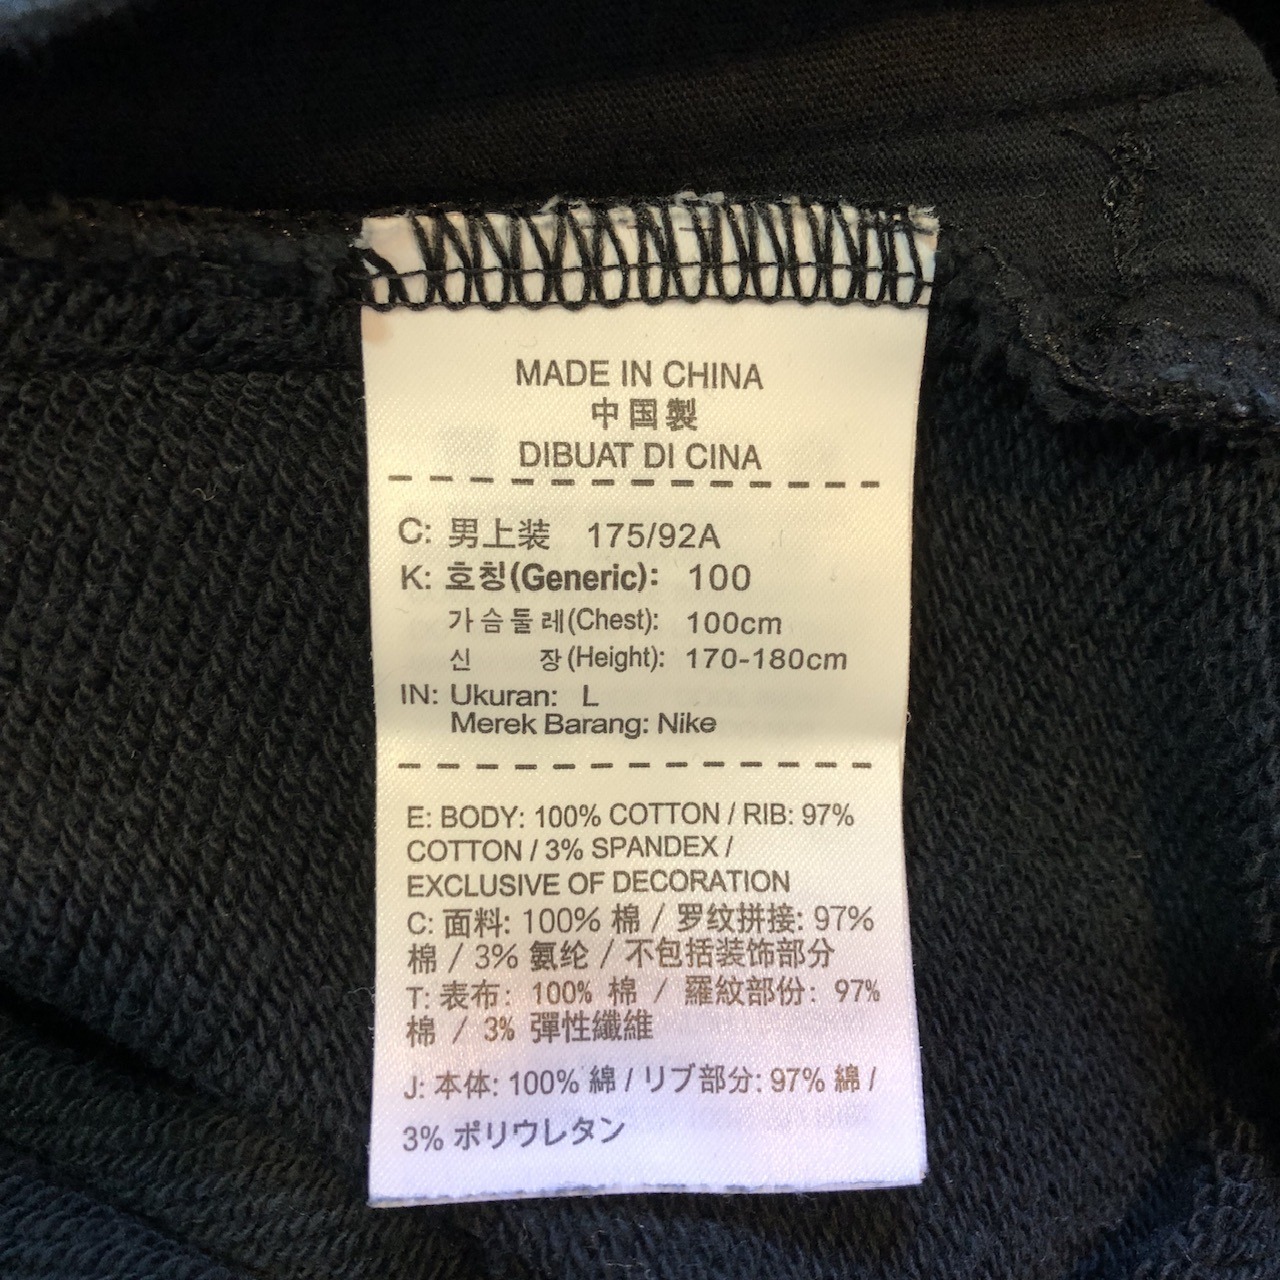 MADE IN CHINA
中国製
DIBUAT DI CINA
C: 男上装 175/92A
K: 호칭(Generic): 100
가슴둘레(Chest): 100cm
신 장(Height): 170-180cm
IN: Ukuran: L
Merek Barang: Nike
E: BODY: 100% COTTON / RIB: 97%
COTTON / 3% SPANDEX /
EXCLUSIVE OF DECORATION
C: 面料: 100% 棉 / 罗纹拼接: 97%
棉 / 3% 氨纶 / 不包括装饰部分
T: 表布: 100% 棉 / 羅紋部份: 97%
棉 / 3% 彈性纖維
J: 本体: 100% 綿 / リブ部分: 97% 綿 /
3% ポリウレタン